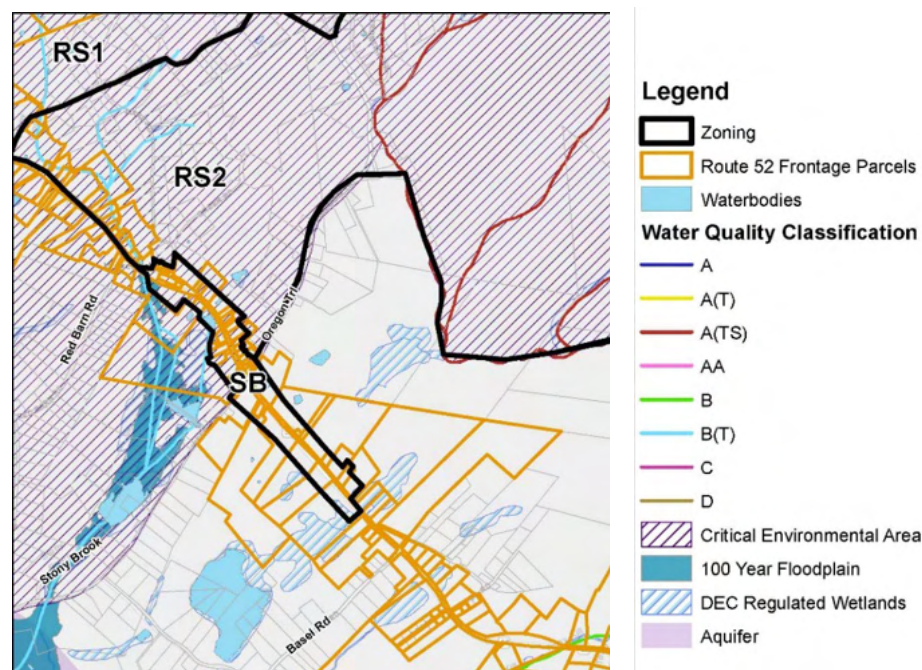 RS1
RS2
Red Barn Rd
Oregon Trl
SB
Stony Brook
Basel Rd
Legend
Zoning
Route 52 Frontage Parcels
Waterbodies
Water Quality Classification
A
A(T)
A(TS)
AA
B
B(T)
C
D
Critical Environmental Area
100 Year Floodplain
DEC Regulated Wetlands
Aquifer